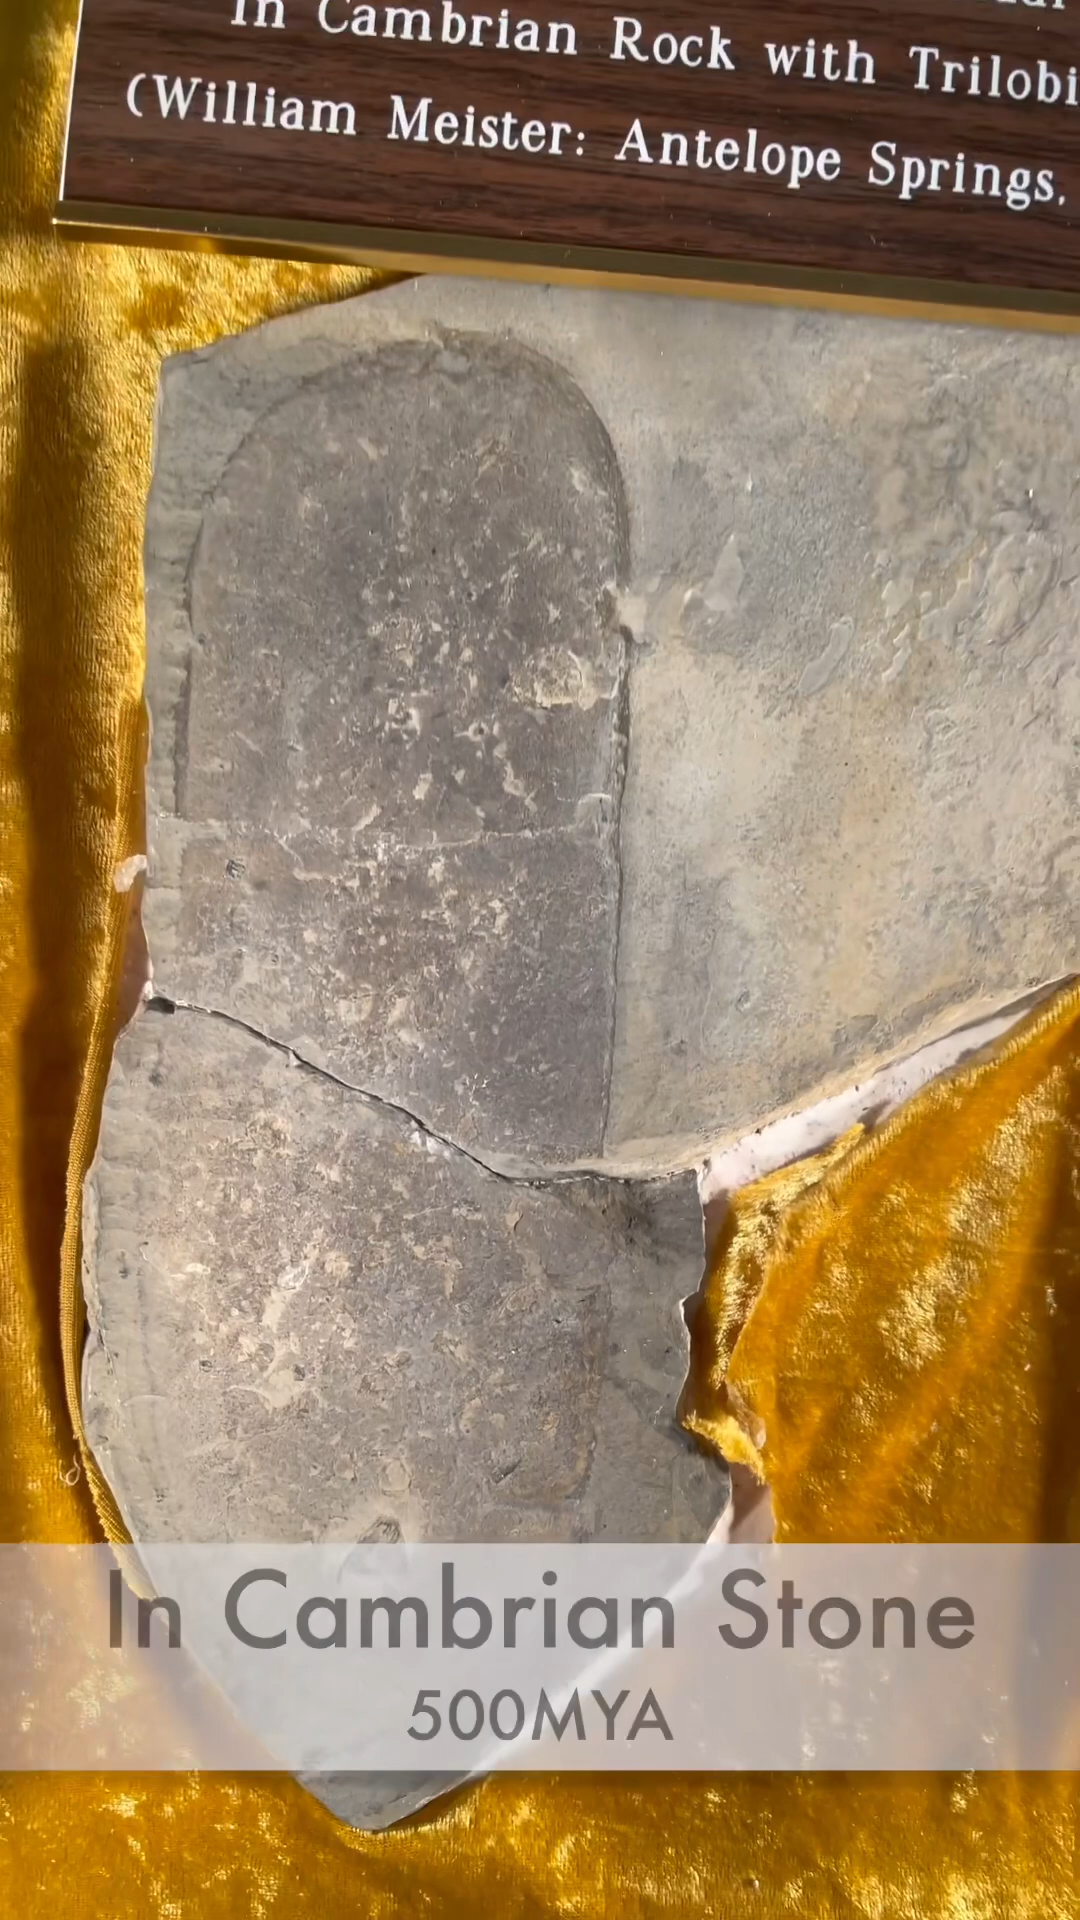 In Cambrian Rock with Trilobi
(William Meister: Antelope Springs,
In Cambrian Stone
500MYA